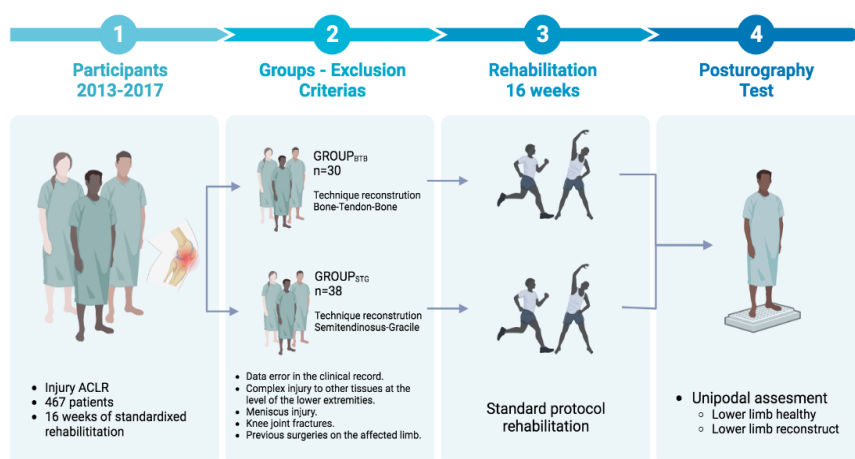 1
2
3
4
Participants
2013-2017
Groups - Exclusion
Criterias
Rehabilitation
16 weeks
Posturography
Test
• Injury ACLR
• 467 patients
• 16 weeks of standardixed
rehabilititation
GROUPBTB
n=30
Technique reconstrution
Bone-Tendon-Bone
GROUPSTG
n=38
Technique reconstrution
Semitendinosus-Gracile
• Data error in the clinical record.
• Complex injury to other tissues at the
level of the lower extremities.
• Meniscus injury.
• Knee joint fractures.
• Previous surgeries on the affected limb.
Standard protocol
rehabilitation
• Unipodal assesment
○ Lower limb healthy
○ Lower limb reconstruct